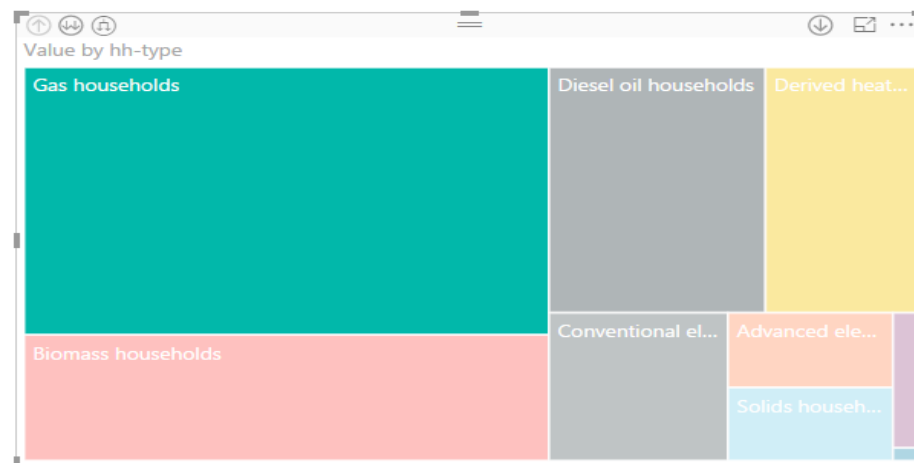 Value by hh-type
Gas households
Diesel oil households
Derived heat...
Biomass households
Conventional el...
Advanced ele...
Solids househ...